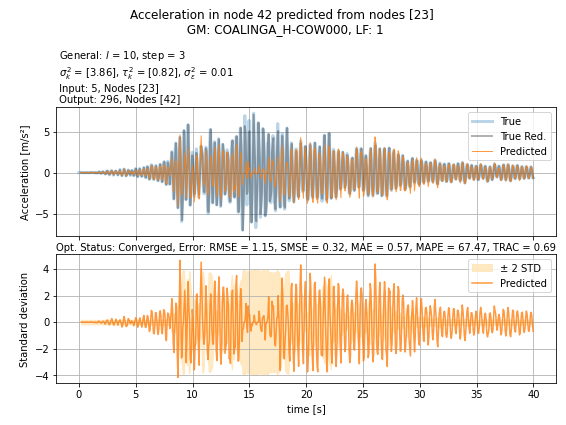 Acceleration in node 42 predicted from nodes [23]
GM: COALINGA_H-COW000, LF: 1
General: l = 10, step = 3
σ²ₖ = [3.86], τ²ₖ = [0.82], σ²ε = 0.01
Input: 5, Nodes [23]
Output: 296, Nodes [42]
Acceleration [m/s²]
5
0
−5
True
True Red.
Predicted
Opt. Status: Converged, Error: RMSE = 1.15, SMSE = 0.32, MAE = 0.57, MAPE = 67.47, TRAC = 0.69
Standard deviation
4
2
0
−2
−4
± 2 STD
Predicted
0 5 10 15 20 25 30 35 40
time [s]